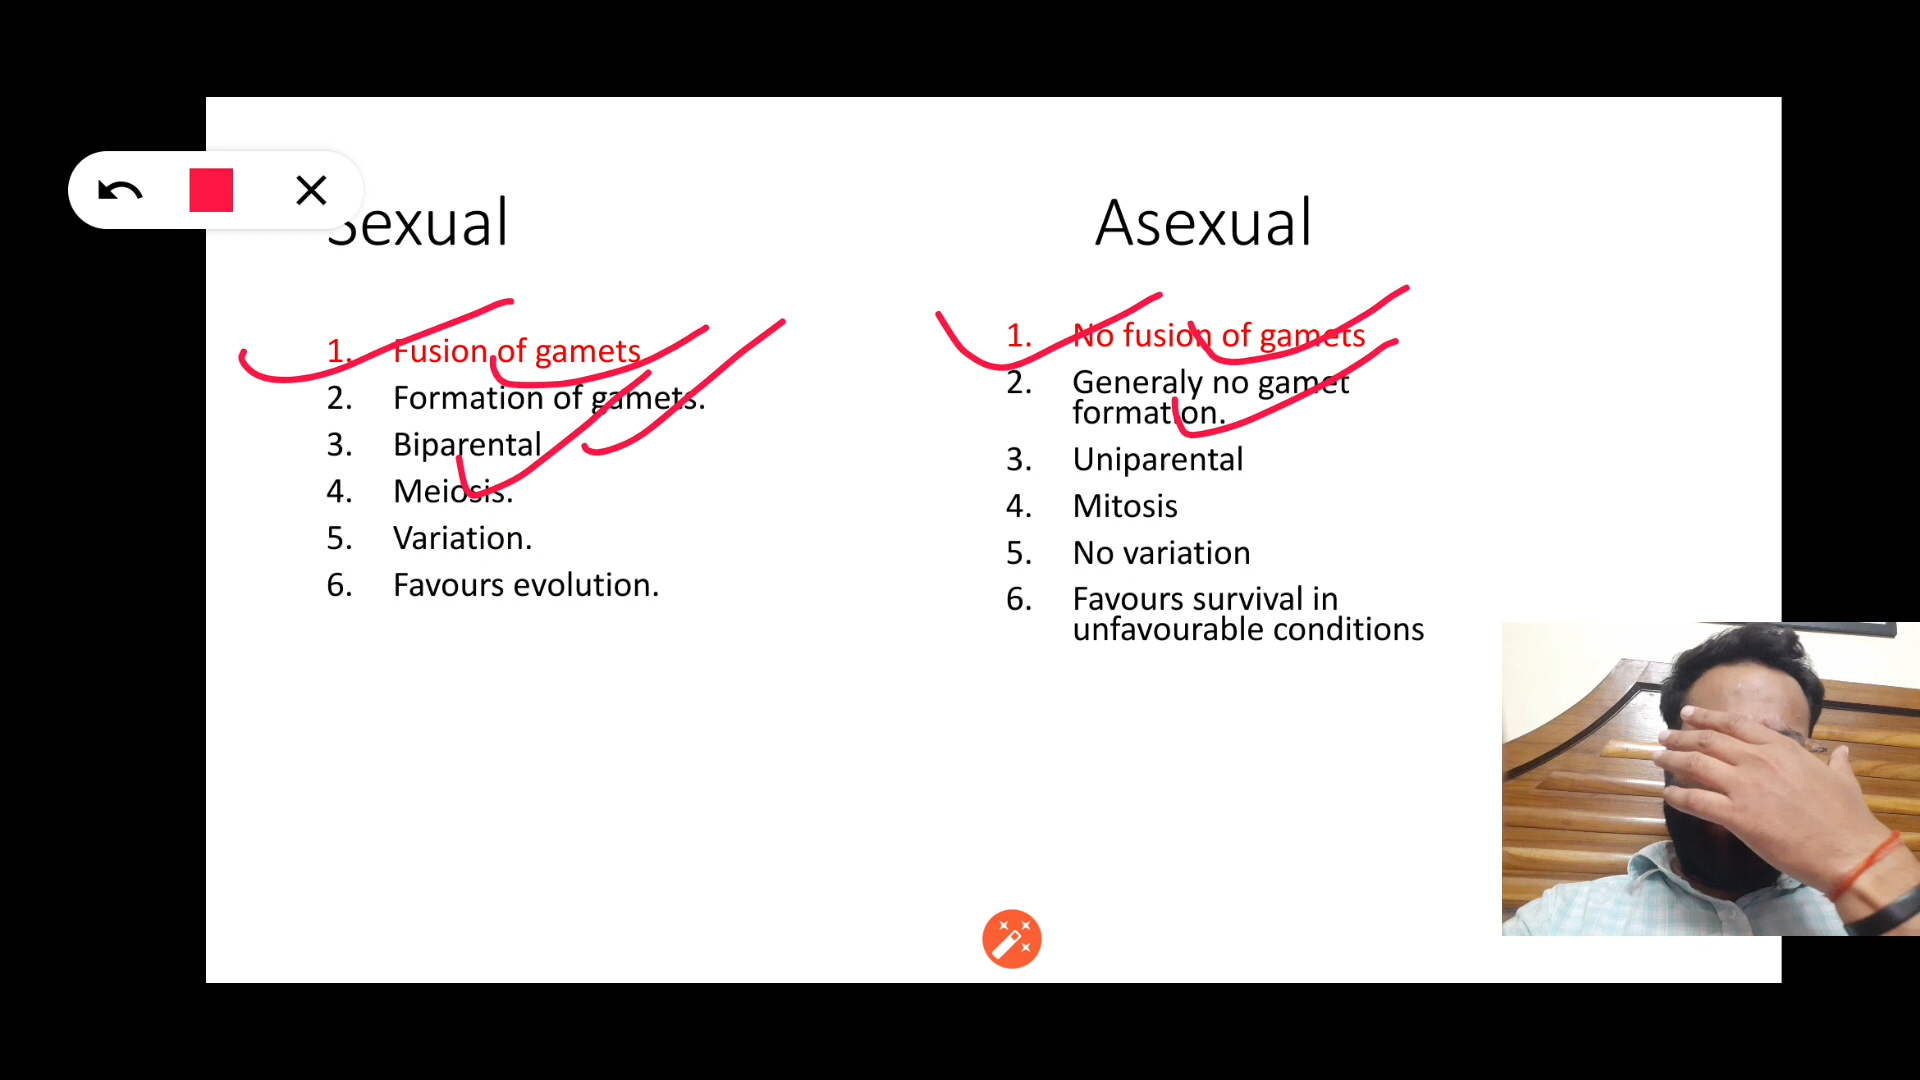 Sexual
1. Fusion of gamets
2. Formation of gamets.
3. Biparental
4. Meiosis.
5. Variation.
6. Favours evolution.
Asexual
1. No fusion of gamets
2. Generaly no gamet
formation.
3. Uniparental
4. Mitosis
5. No variation
6. Favours survival in
unfavourable conditions